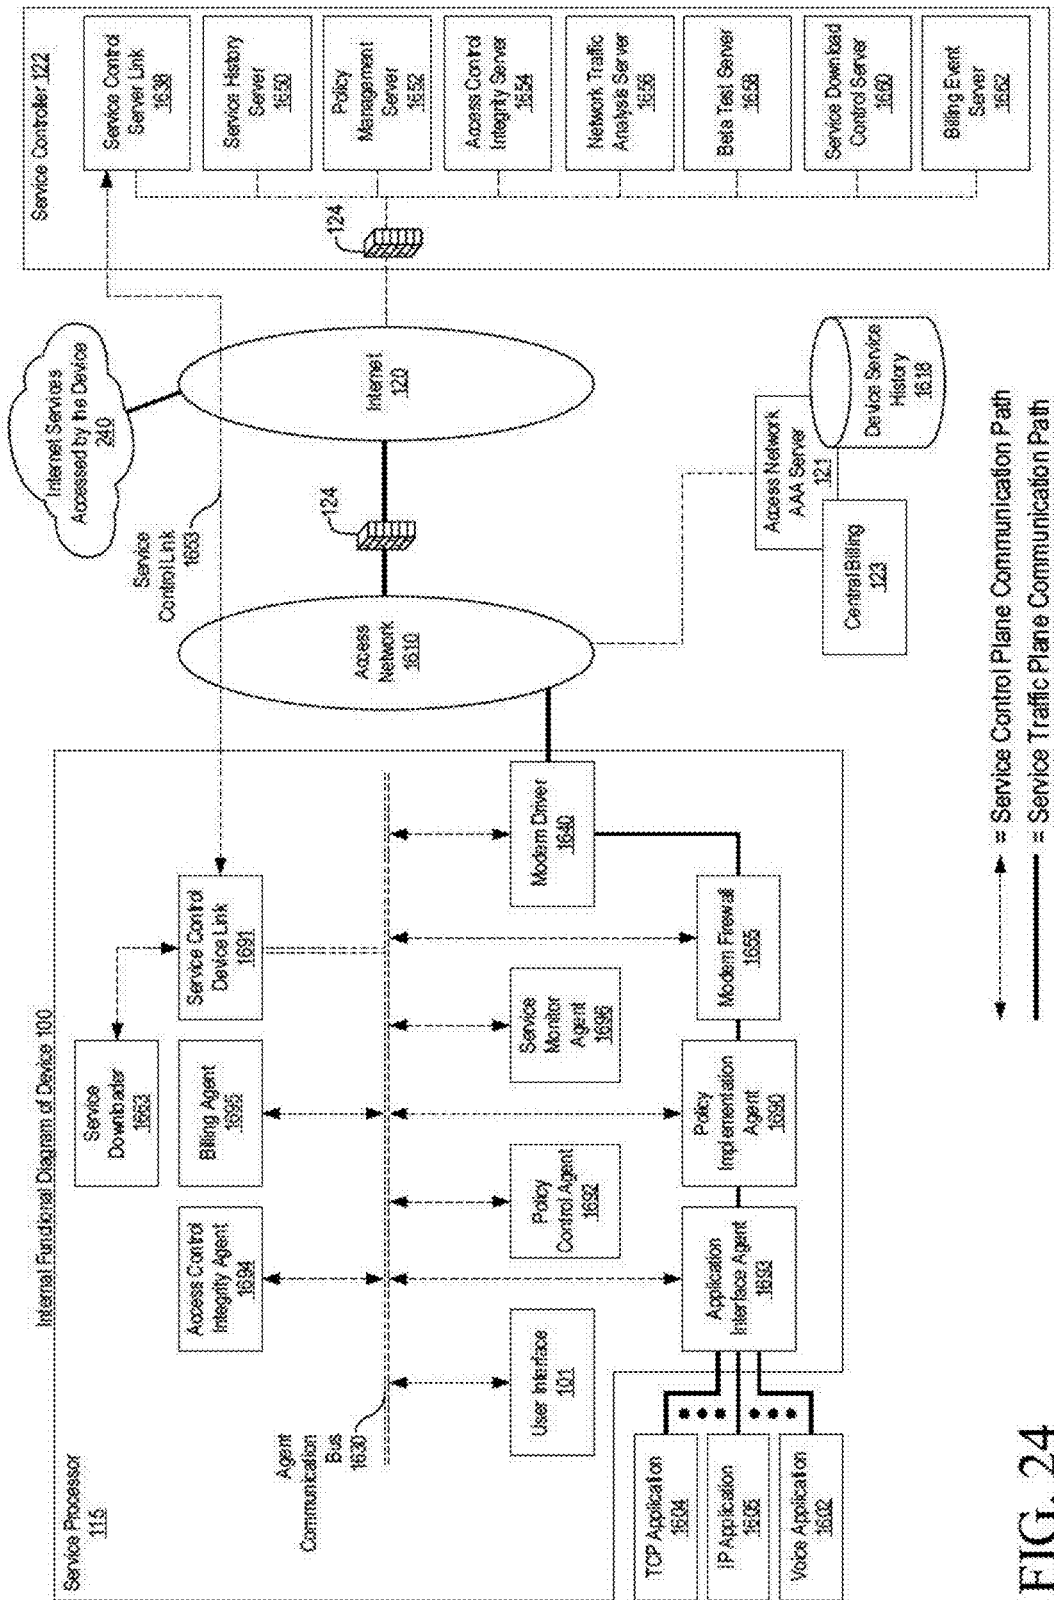 Internal Functional Diagram of Device 100
Service Processor
115
Service
Downloader
1663
Access Control
Integrity Agent
1694
Billing Agent
1695
Service Control
Device Link
1691
Agent
Communication
Bus
1630
User Interface
101
Policy
Control Agent
1692
Service
Monitor
Agent
1696
Modem Driver
1640
Application
Interface Agent
1693
Policy
Implementation
Agent
1690
Modem Firewall
1655
TCP Application
1604
IP Application
1605
Voice Application
1602
Service
Control Link
1653
Internet Services
Accessed by the Device
240
Access
Network
1610
124
Internet
120
124
Access Network
AAA Server
121
Central Billing
123
Device Service
History
1618
Service Controller 122
Service Control
Server Link
1638
Service History
Server
1650
Policy
Management
Server
1652
Access Control
Integrity Server
1654
Network Traffic
Analysis Server
1656
Beta Test Server
1658
Service Download
Control Server
1660
Billing Event
Server
1662
= Service Control Plane Communication Path
= Service Traffic Plane Communication Path
FIG. 24